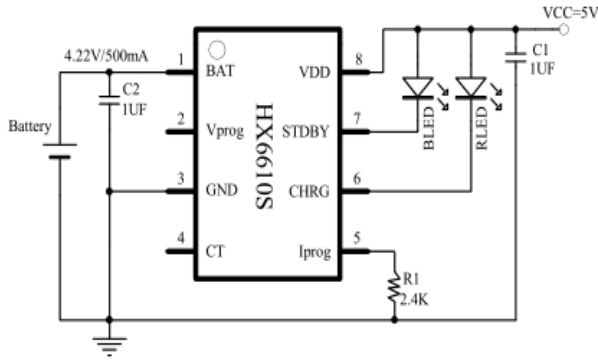 VCC=5V
4.22V/500mA
1
BAT
VDD
8
C1
1UF
C2
1UF
Battery
2
Vprog
STDBY
7
HX6610S
BLED
RLED
3
GND
CHRG
6
4
CT
Iprog
5
R1
2.4K